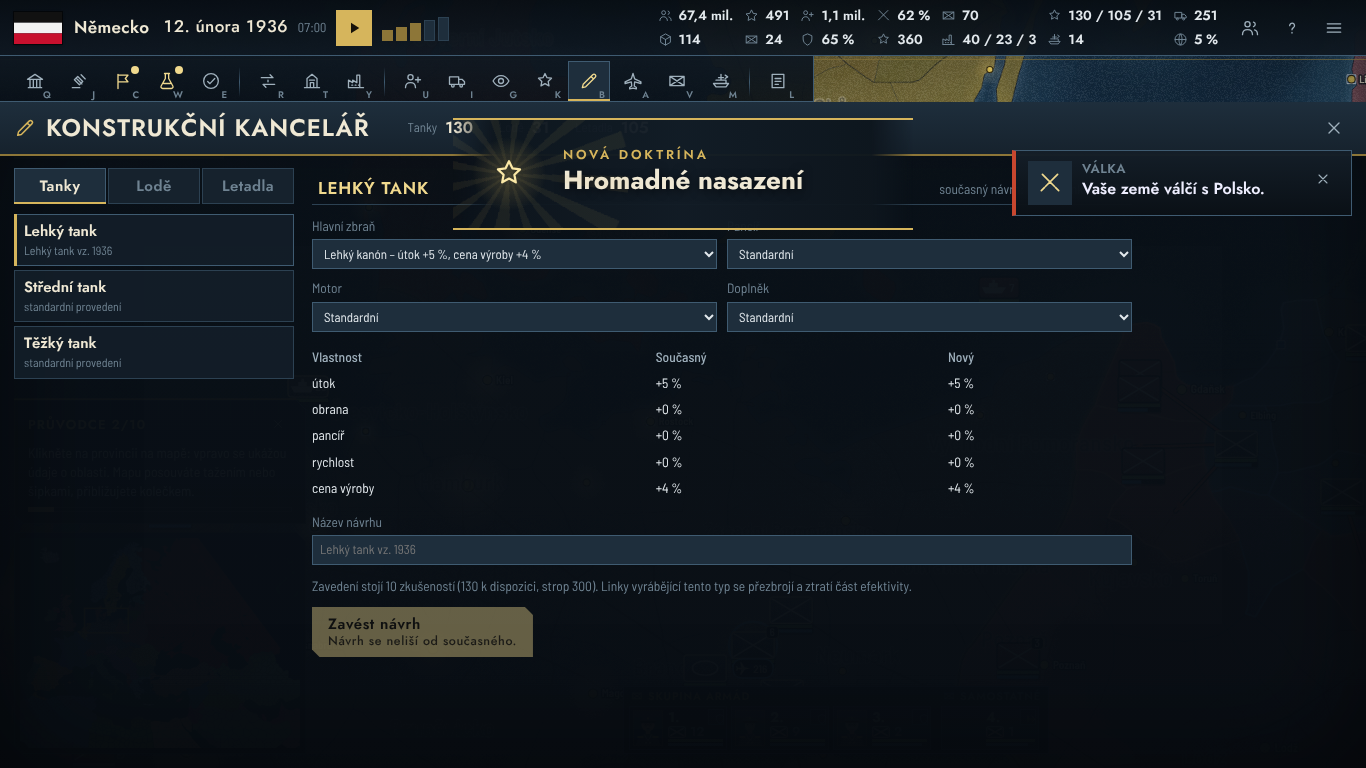 Německo 12. února 1936 07:00
67,4 mil. 491 1,1 mil. 62 % 70 130 / 105 / 31 251
114 24 65 % 360 40 / 23 / 3 14 5 %
?
Q J C W E R T Y U I G K B A V M L
KONSTRUKČNÍ KANCELÁŘ
Tanky 130
105
NOVÁ DOKTRÍNA
Hromadné nasazení
VÁLKA
Vaše země válčí s Polsko.
Tanky Lodě Letadla
Lehký tank
Lehký tank vz. 1936
Střední tank
standardní provedení
Těžký tank
standardní provedení
PRŮVODCE 2/10
LEHKÝ TANK
současný
Hlavní zbraň
Lehký kanón – útok +5 %, cena výroby +4 % Standardní
Motor Doplněk
Standardní Standardní
Vlastnost Současný Nový
útok +5 % +5 %
obrana +0 % +0 %
pancíř +0 % +0 %
rychlost +0 % +0 %
cena výroby +4 % +4 %
Název návrhu
Lehký tank vz. 1936
Zavedení stojí 10 zkušeností (130 k dispozici, strop 300). Linky vyrábějící tento typ se přezbrojí a ztratí část efektivity.
Zavést návrh
Návrh se neliší od současného.